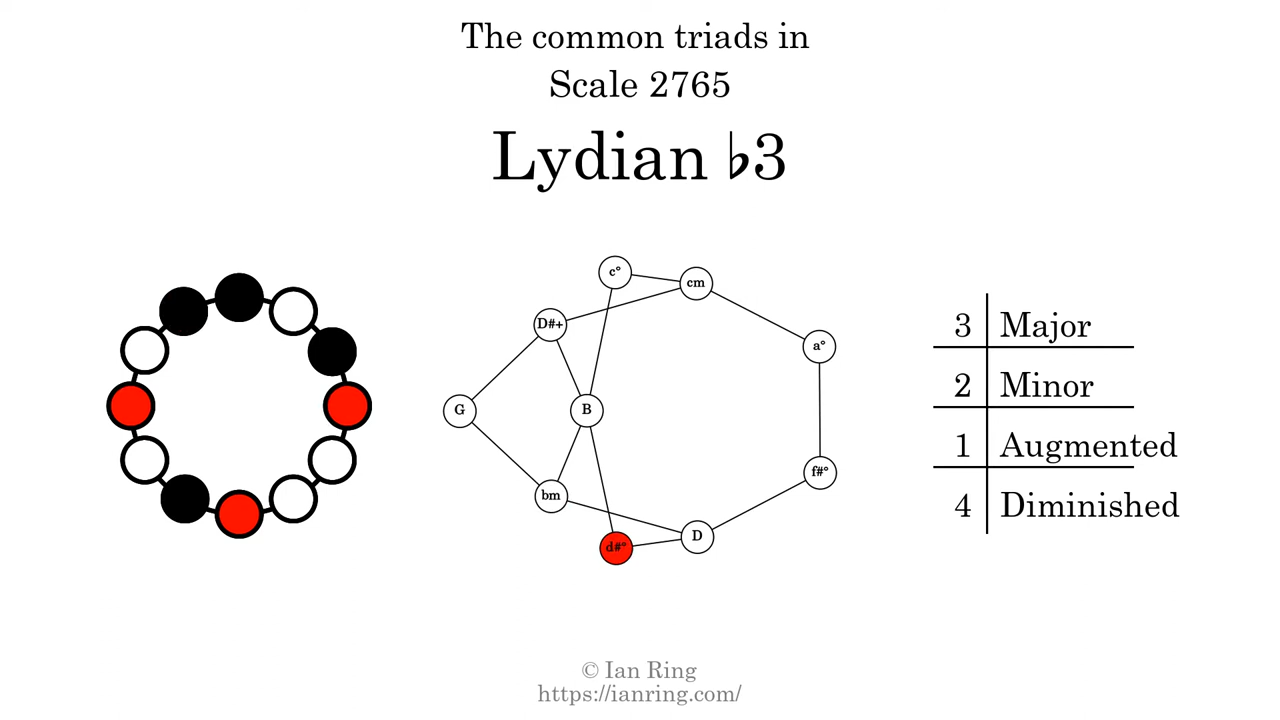 The common triads in
Scale 2765
Lydian ♭3
c°
cm
D#+
a°
G
B
f#°
bm
D
d#°
3 Major
2 Minor
1 Augmented
4 Diminished
© Ian Ring
https://ianring.com/